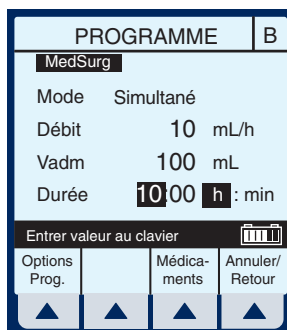 PROGRAMME B
MedSurg
Mode Simultané
Débit 10 mL/h
Vadm 100 mL
Durée 10:00 h : min
Entrer valeur au clavier
Options Prog.
Médica-
ments
Annuler/
Retour